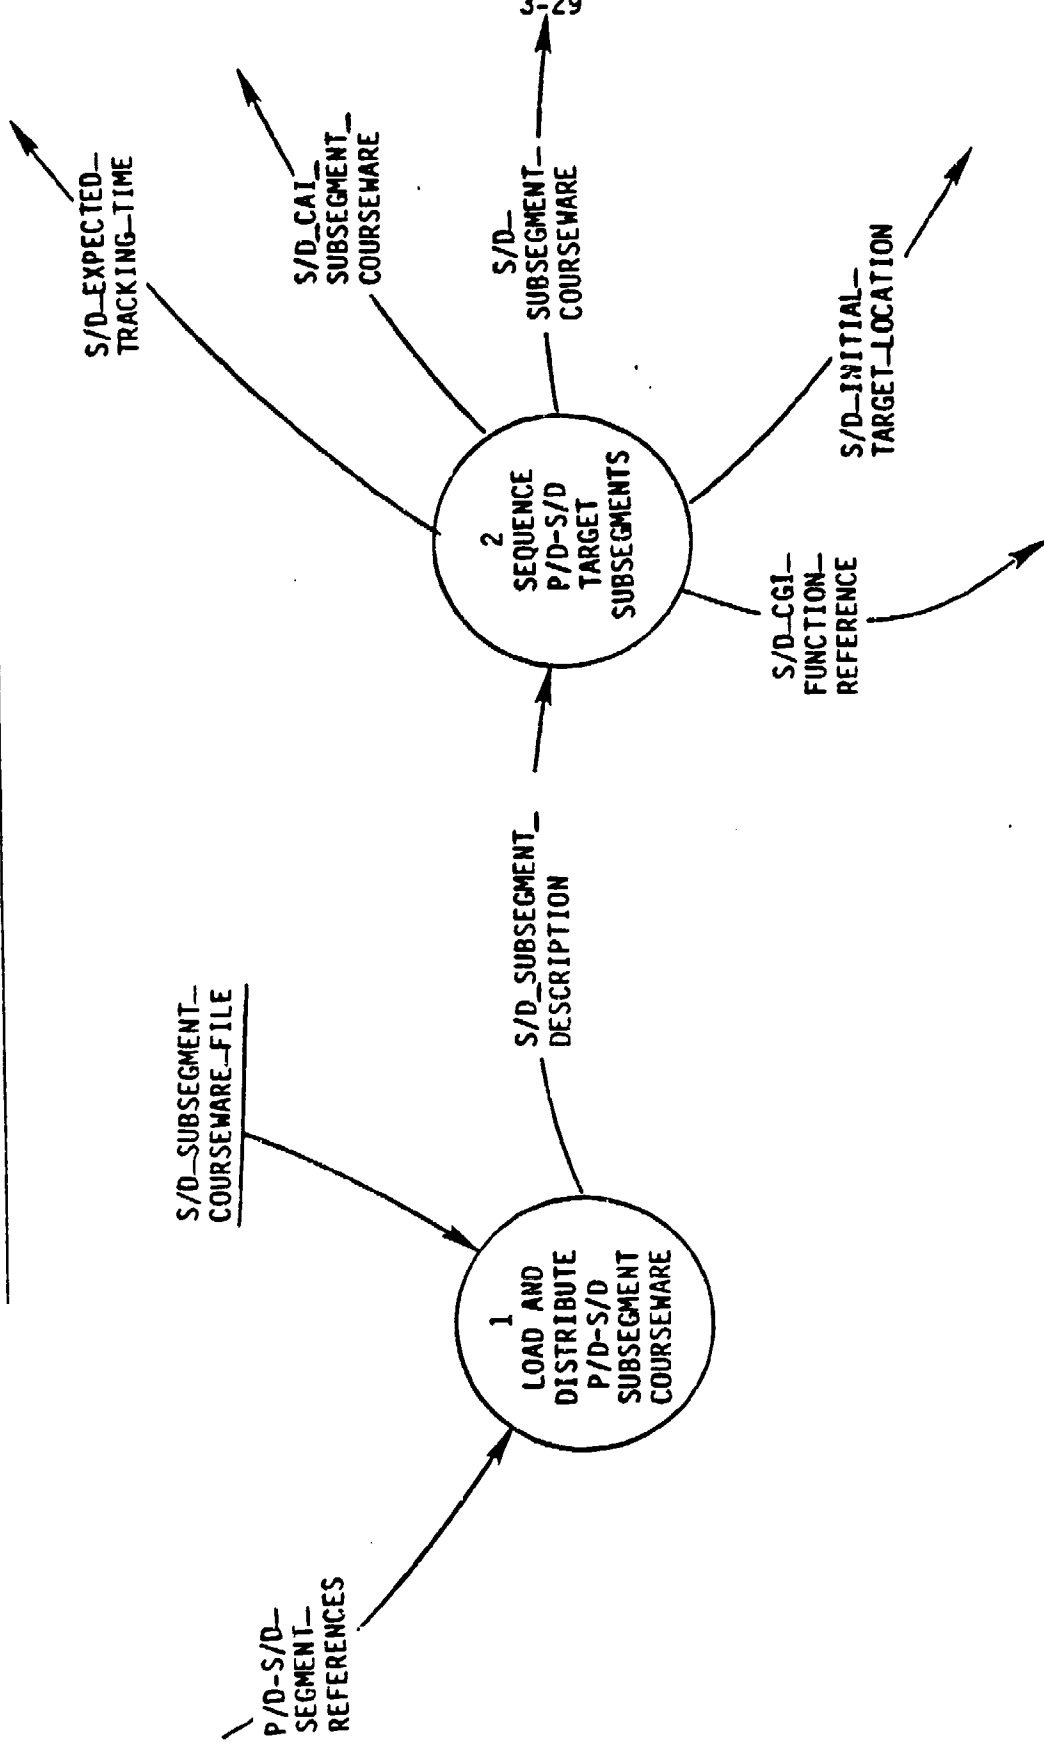 3-29
P/D-S/D_
SEGMENT_
REFERENCES
S/D_SUBSEGMENT_
COURSEWARE_FILE
1
LOAD AND
DISTRIBUTE
P/D-S/D
SUBSEGMENT
COURSEWARE
S/D_SUBSEGMENT_
DESCRIPTION
2
SEQUENCE
P/D-S/D
TARGET
SUBSEGMENTS
S/D_EXPECTED_
TRACKING_TIME
S/D_CAI_
SUBSEGMENT_
COURSEWARE
S/D_
SUBSEGMENT_
COURSEWARE
S/D_INITIAL_
TARGET_LOCATION
S/D_CGI_
FUNCTION_
REFERENCE